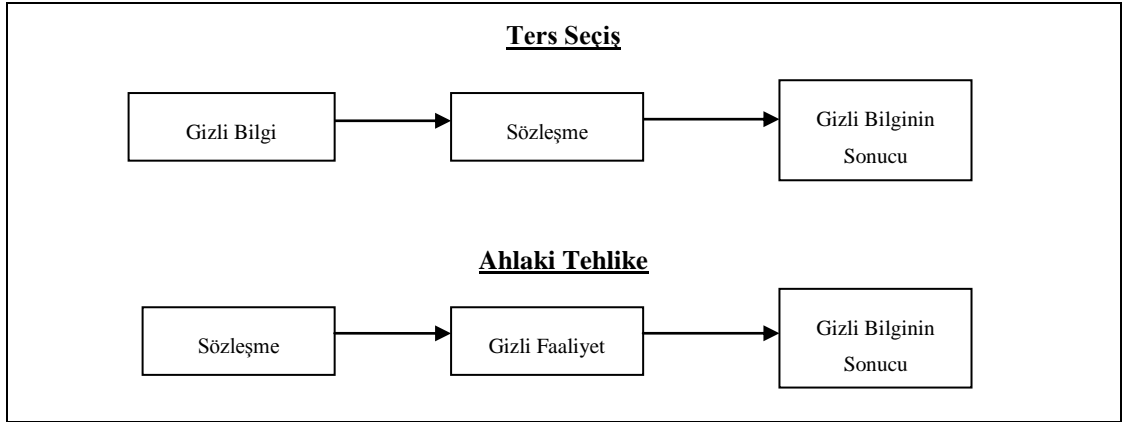 Ters Seçiş
Gizli Bilgi
Sözleşme
Gizli Bilginin
Sonucu
Ahlaki Tehlike
Sözleşme
Gizli Faaliyet
Gizli Bilginin
Sonucu